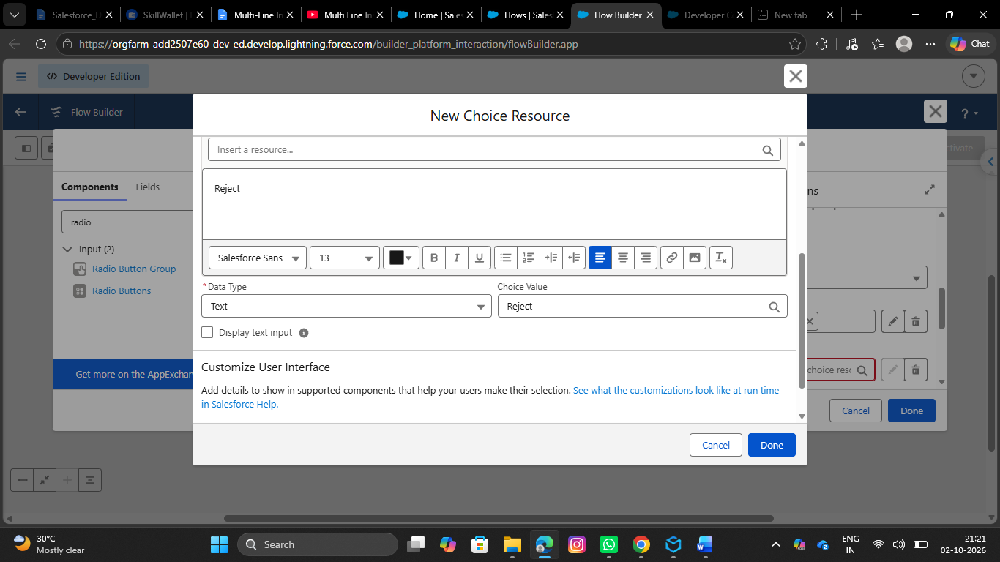 Salesforce_D
SkillWallet | D
Multi-Line In
Multi Line In
Home | Sales
Flows | Sales
Flow Builder
Developer C
New tab
https://orgfarm-add2507e60-dev-ed.develop.lightning.force.com/builder_platform_interaction/flowBuilder.app
Chat
</> Developer Edition
Flow Builder
?
New Choice Resource
ctivate
Components
Fields
ns
Insert a resource...
Reject
radio
Input (2)
Radio Button Group
Radio Buttons
Salesforce Sans
13
B
I
U
* Data Type
Choice Value
Text
Reject
Display text input
choice resc
Customize User Interface
Get more on the AppExchan
Add details to show in supported components that help your users make their selection. See what the customizations look like at run time
in Salesforce Help.
Cancel
Done
Cancel
Done
30°C
Mostly clear
Search
ENG
IN
21:21
02-10-2026